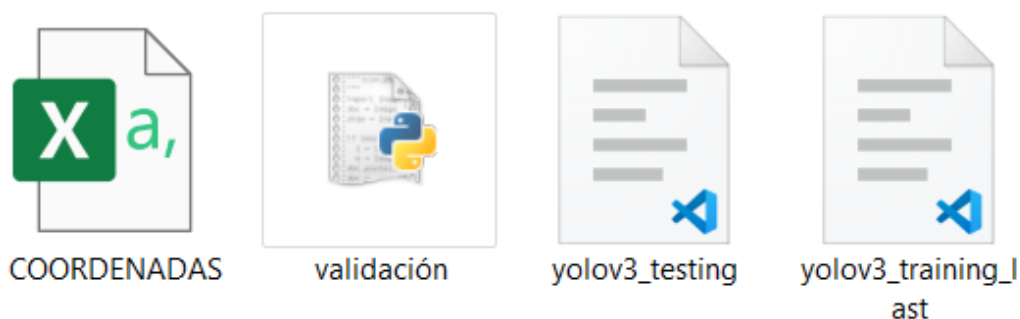 X a,
COORDENADAS
validación
yolov3_testing
yolov3_training_l
ast